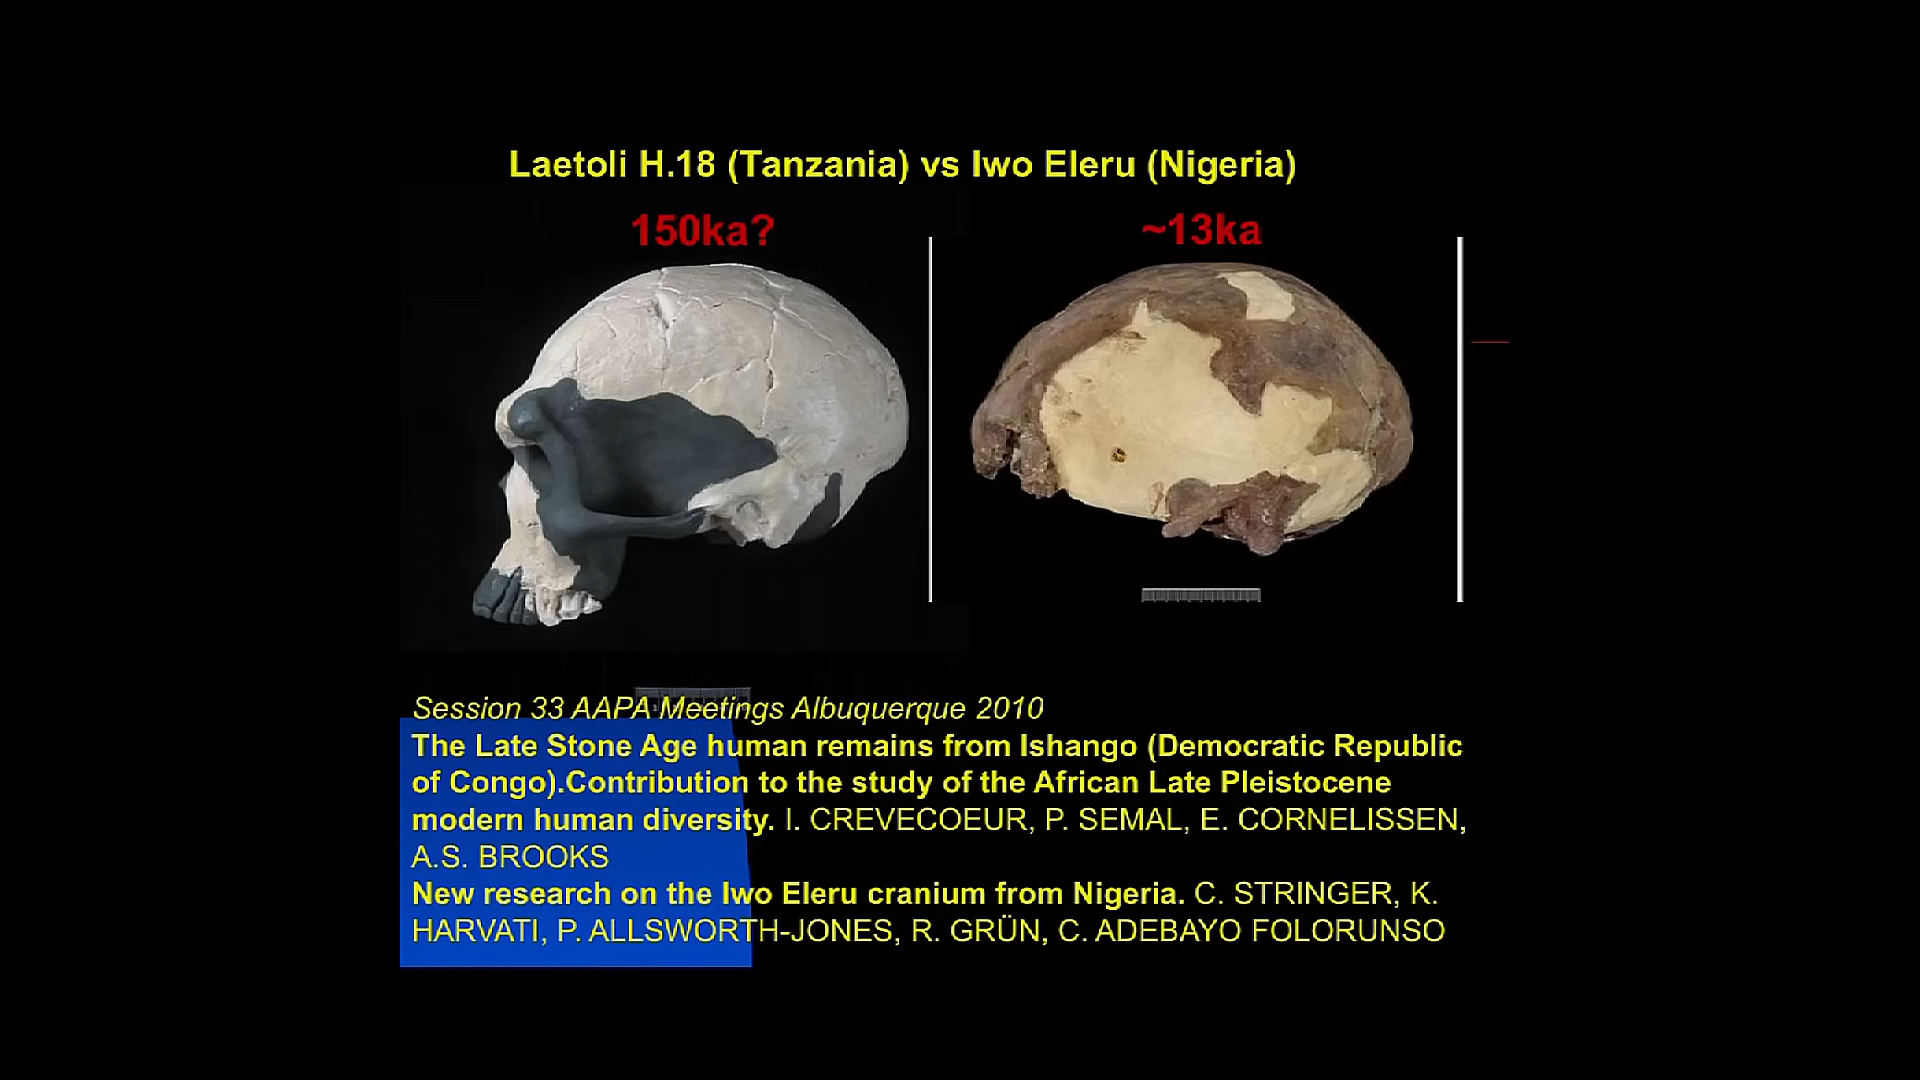 Laetoli H.18 (Tanzania) vs Iwo Eleru (Nigeria)
150ka?
~13ka
Session 33 AAPA Meetings Albuquerque 2010
The Late Stone Age human remains from Ishango (Democratic Republic
of Congo).Contribution to the study of the African Late Pleistocene
modern human diversity. I. CREVECOEUR, P. SEMAL, E. CORNELISSEN,
A.S. BROOKS
New research on the Iwo Eleru cranium from Nigeria. C. STRINGER, K.
HARVATI, P. ALLSWORTH-JONES, R. GRÜN, C. ADEBAYO FOLORUNSO